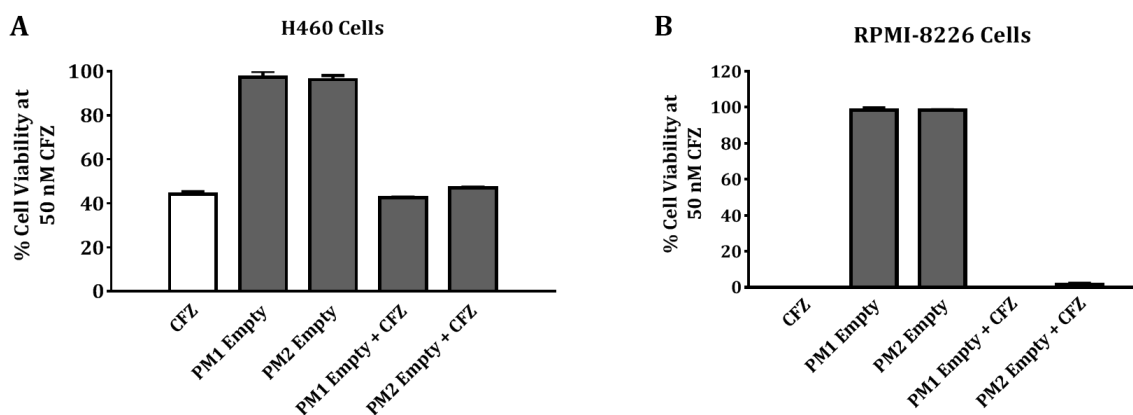 A
H460 Cells
% Cell Viability at
50 nM CFZ
100
80
60
40
20
0
CFZ
PM1 Empty
PM2 Empty
PM1 Empty + CFZ
PM2 Empty + CFZ
B
RPMI-8226 Cells
% Cell Viability at
50 nM CFZ
120
100
80
60
40
20
0
CFZ
PM1 Empty
PM2 Empty
PM1 Empty + CFZ
PM2 Empty + CFZ